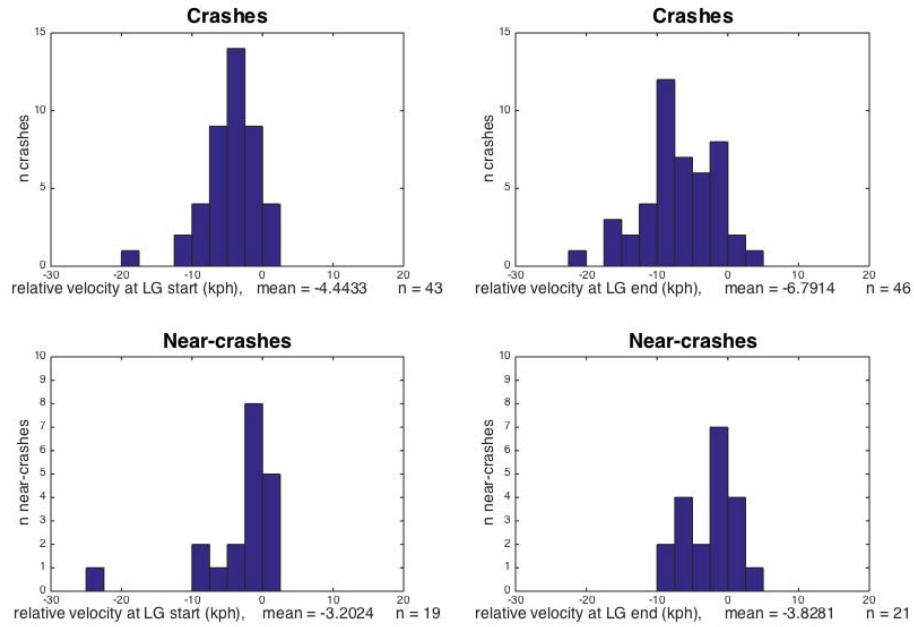 Crashes
15
10
5
0
n crashes
-30 -20 -10 0 10 20
relative velocity at LG start (kph), mean = -4.4433 n = 43
Crashes
15
10
5
0
n crashes
-30 -20 -10 0 10 20
relative velocity at LG end (kph), mean = -6.7914 n = 46
Near-crashes
10
9
8
7
6
5
4
3
2
1
0
n near-crashes
-30 -20 -10 0 10 20
relative velocity at LG start (kph), mean = -3.2024 n = 19
Near-crashes
10
9
8
7
6
5
4
3
2
1
0
n near-crashes
-30 -20 -10 0 10 20
relative velocity at LG end (kph), mean = -3.8281 n = 21